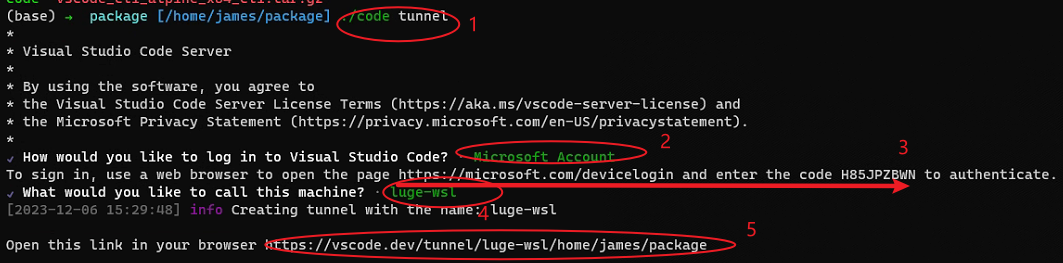 code  vscode_cli_alpine_x64_cli.tar.gz
(base) → package [/home/james/package] ./code tunnel 1
*
* Visual Studio Code Server
*
* By using the software, you agree to
* the Visual Studio Code Server License Terms (https://aka.ms/vscode-server-license) and
* the Microsoft Privacy Statement (https://privacy.microsoft.com/en-US/privacystatement).
*
2
✓ How would you like to log in to Visual Studio Code? · Microsoft Account
3
To sign in, use a web browser to open the page https://microsoft.com/devicelogin and enter the code H85JPZBWN to authenticate.
✓ What would you like to call this machine? · luge-wsl
4
[2023-12-06 15:29:48] info Creating tunnel with the name: luge-wsl
5
Open this link in your browser https://vscode.dev/tunnel/luge-wsl/home/james/package